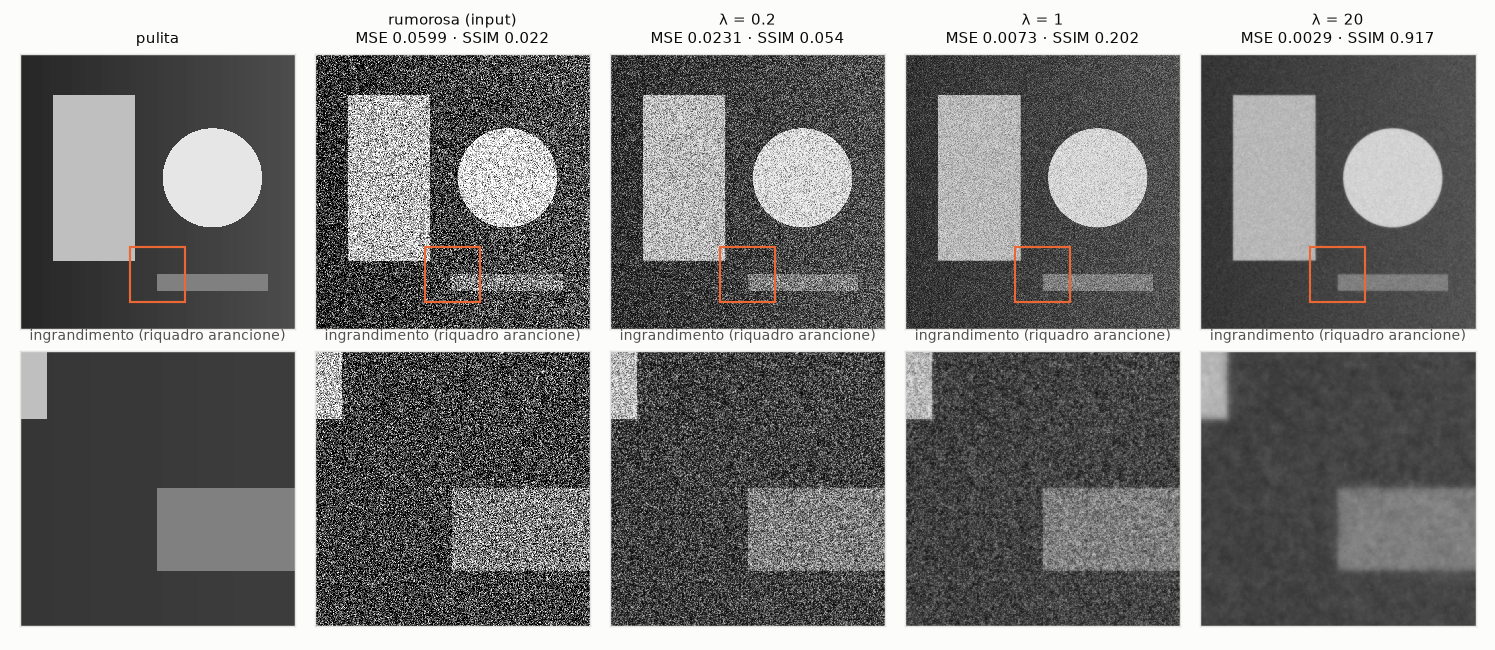 pulita
rumorosa (input)
MSE 0.0599 · SSIM 0.022
λ = 0.2
MSE 0.0231 · SSIM 0.054
λ = 1
MSE 0.0073 · SSIM 0.202
λ = 20
MSE 0.0029 · SSIM 0.917
ingrandimento (riquadro arancione)
ingrandimento (riquadro arancione)
ingrandimento (riquadro arancione)
ingrandimento (riquadro arancione)
ingrandimento (riquadro arancione)